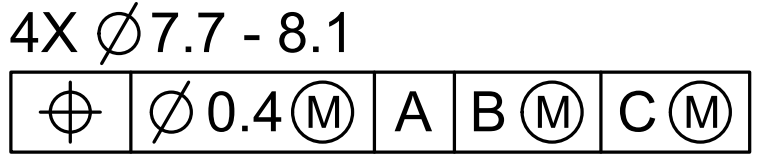 4X ⌀7.7 - 8.1
⌖ ⌀0.4Ⓜ A BⓂ CⓂ